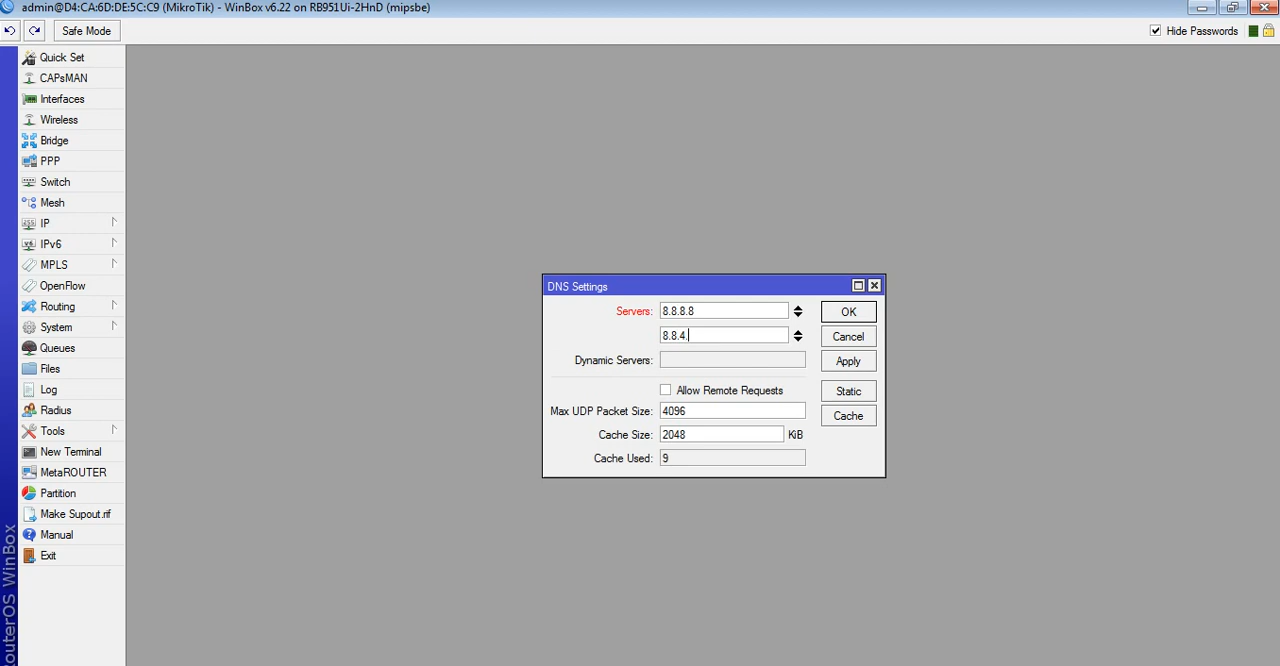 admin@D4:CA:6D:DE:5C:C9 (MikroTik) - WinBox v6.22 on RB951Ui-2HnD (mipsbe)
Safe Mode
Hide Passwords
Quick Set
CAPsMAN
Interfaces
Wireless
Bridge
PPP
Switch
Mesh
IP
IPv6
MPLS
OpenFlow
Routing
System
Queues
Files
Log
Radius
Tools
New Terminal
MetaROUTER
Partition
Make Supout.rif
Manual
Exit
outerOS WinBox
DNS Settings
Servers: 8.8.8.8
8.8.4.
Dynamic Servers:
Allow Remote Requests
Max UDP Packet Size: 4096
Cache Size: 2048 KiB
Cache Used: 9
OK
Cancel
Apply
Static
Cache